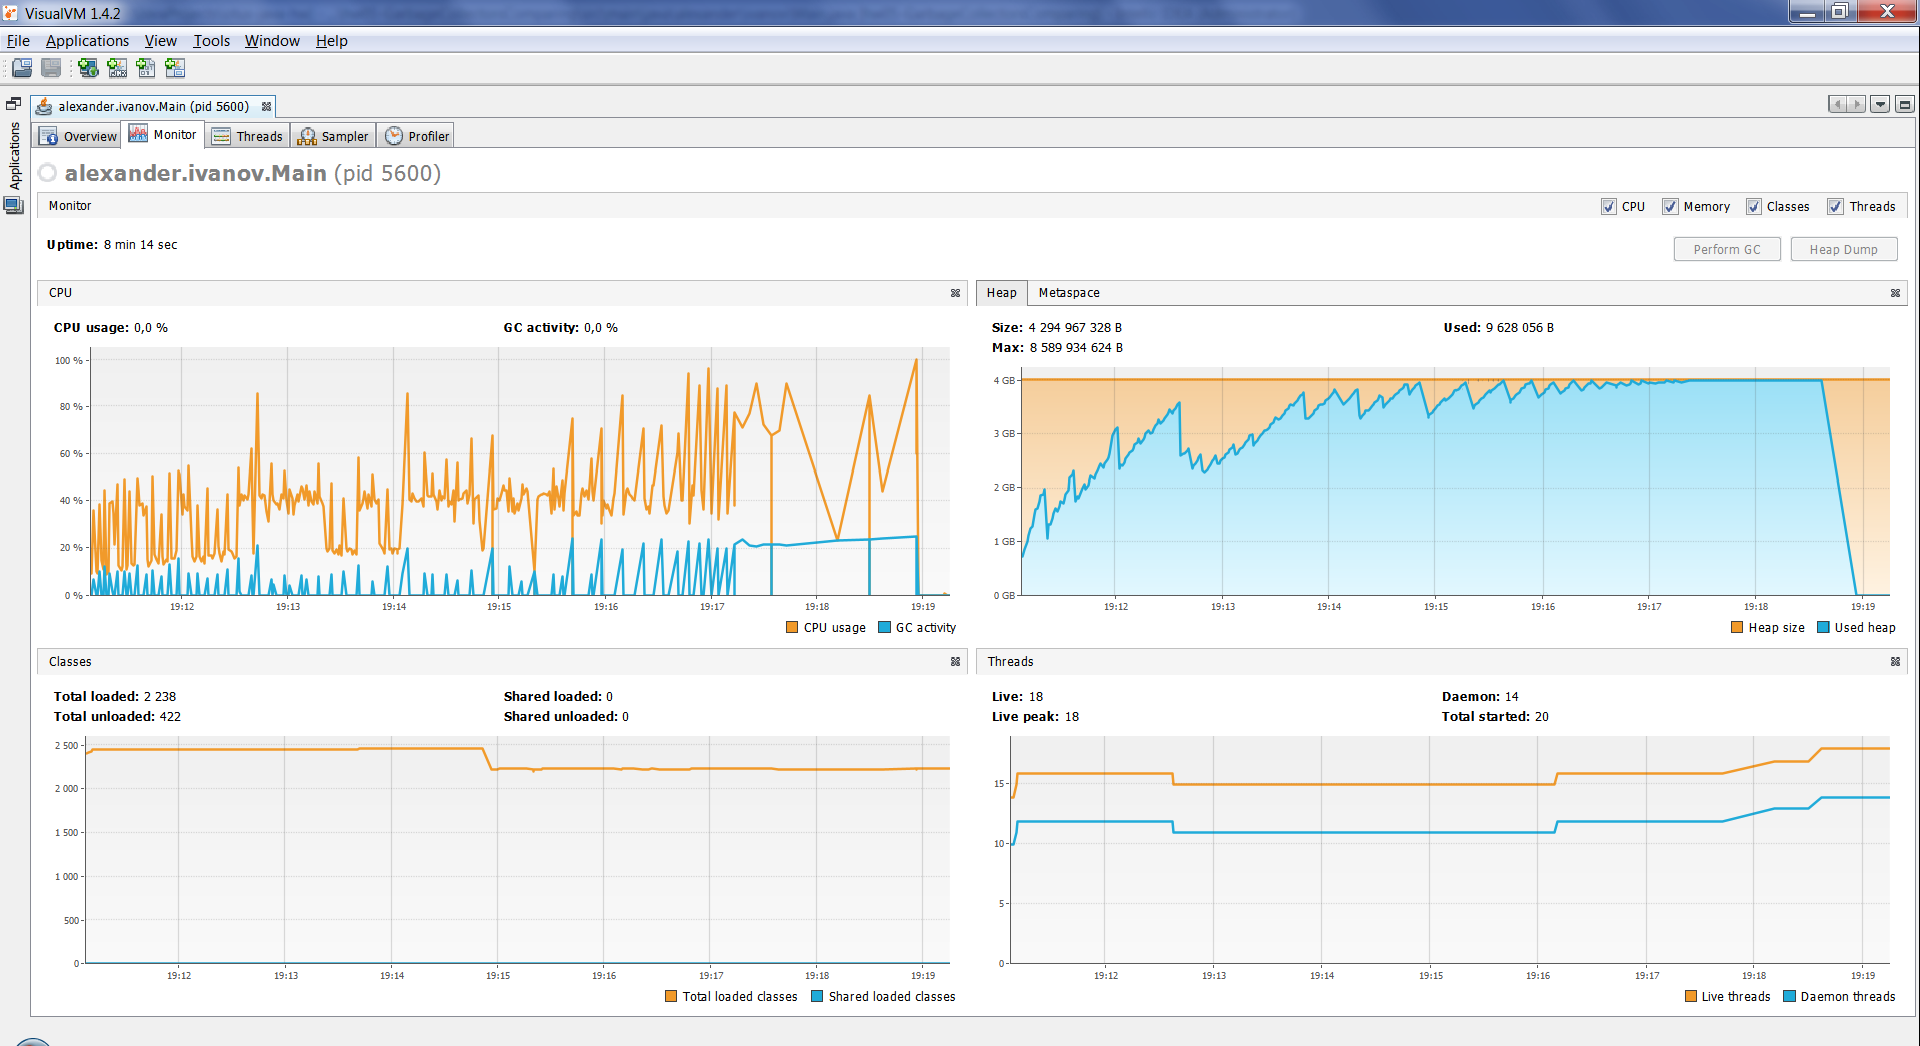 VisualVM 1.4.2
File Applications View Tools Window Help
alexander.ivanov.Main (pid 5600)
Applications
Overview Monitor Threads Sampler Profiler
alexander.ivanov.Main (pid 5600)
Monitor
CPU Memory Classes Threads
Uptime: 8 min 14 sec
Perform GC Heap Dump
CPU
CPU usage: 0,0 % GC activity: 0,0 %
100 %
80 %
60 %
40 %
20 %
0 %
19:12 19:13 19:14 19:15 19:16 19:17 19:18 19:19
CPU usage GC activity
Heap Metaspace
Size: 4 294 967 328 B Used: 9 628 056 B
Max: 8 589 934 624 B
4 GB
3 GB
2 GB
1 GB
0 GB
19:12 19:13 19:14 19:15 19:16 19:17 19:18 19:19
Heap size Used heap
Classes
Total loaded: 2 238 Shared loaded: 0
Total unloaded: 422 Shared unloaded: 0
2 500
2 000
1 500
1 000
500
0
19:12 19:13 19:14 19:15 19:16 19:17 19:18 19:19
Total loaded classes Shared loaded classes
Threads
Live: 18 Daemon: 14
Live peak: 18 Total started: 20
15
10
5
0
19:12 19:13 19:14 19:15 19:16 19:17 19:18 19:19
Live threads Daemon threads